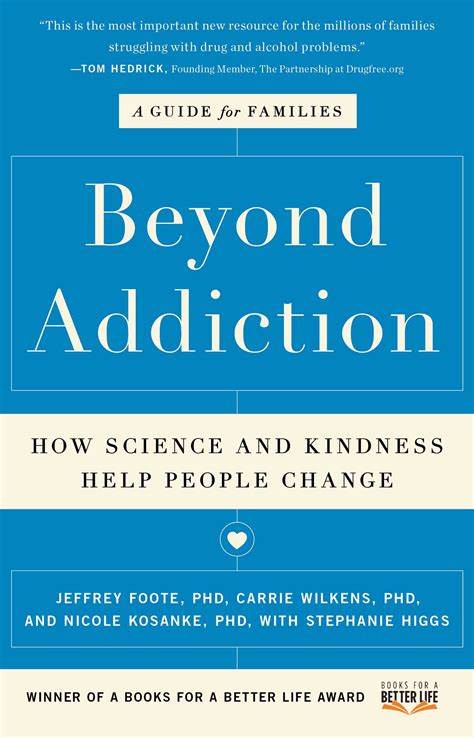 “This is the most important new resource for the millions of families
struggling with drug and alcohol problems.”
—TOM HEDRICK, Founding Member, The Partnership at Drugfree.org
A GUIDE for FAMILIES
Beyond
Addiction
HOW SCIENCE AND KINDNESS
HELP PEOPLE CHANGE
JEFFREY FOOTE, PHD, CARRIE WILKENS, PHD,
AND NICOLE KOSANKE, PHD, WITH STEPHANIE HIGGS
WINNER OF A BOOKS FOR A BETTER LIFE AWARD
BOOKS FOR A
BETTER LIFE